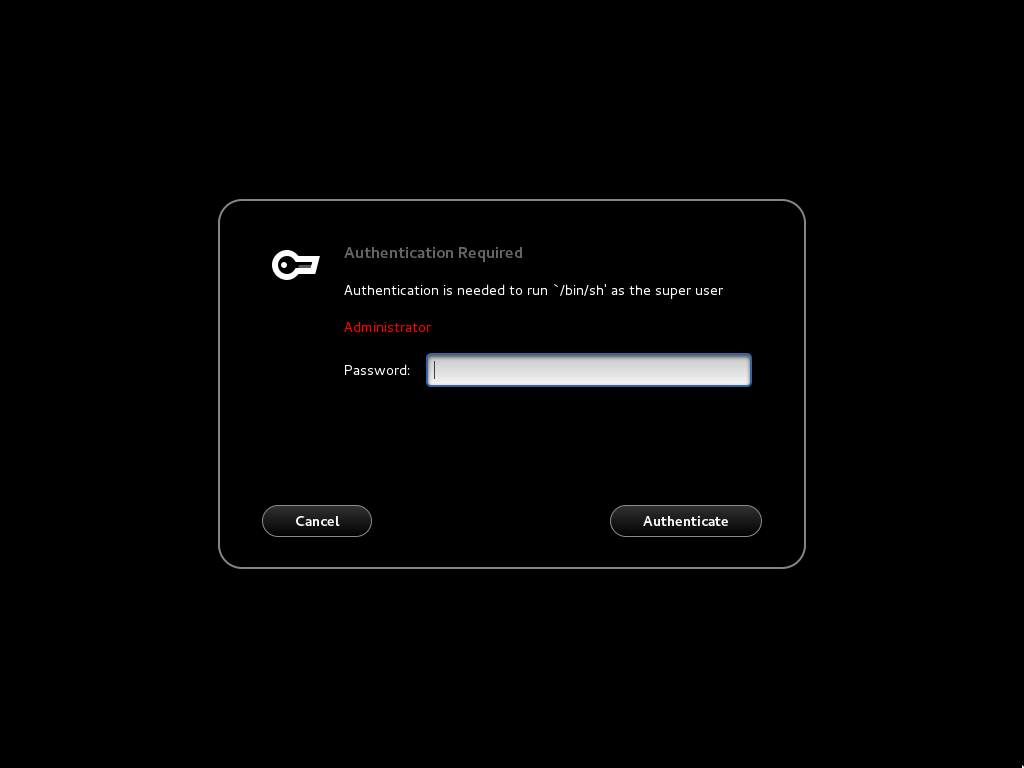 Authentication Required
Authentication is needed to run `/bin/sh' as the super user
Administrator
Password:
Cancel
Authenticate